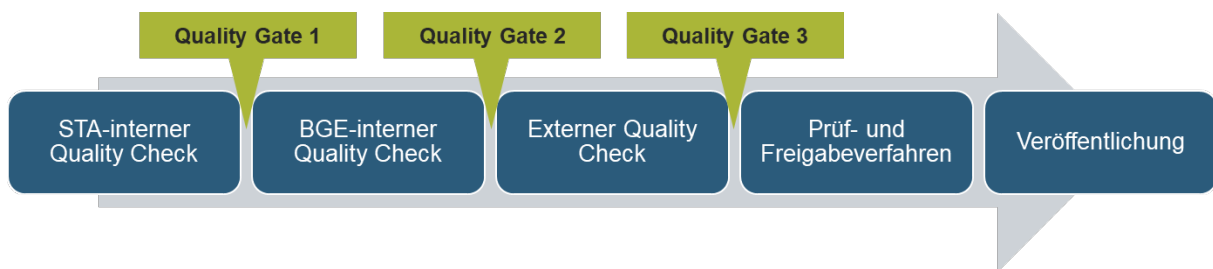 Quality Gate 1
Quality Gate 2
Quality Gate 3
STA-interner
Quality Check
BGE-interner
Quality Check
Externer Quality
Check
Prüf- und
Freigabeverfahren
Veröffentlichung